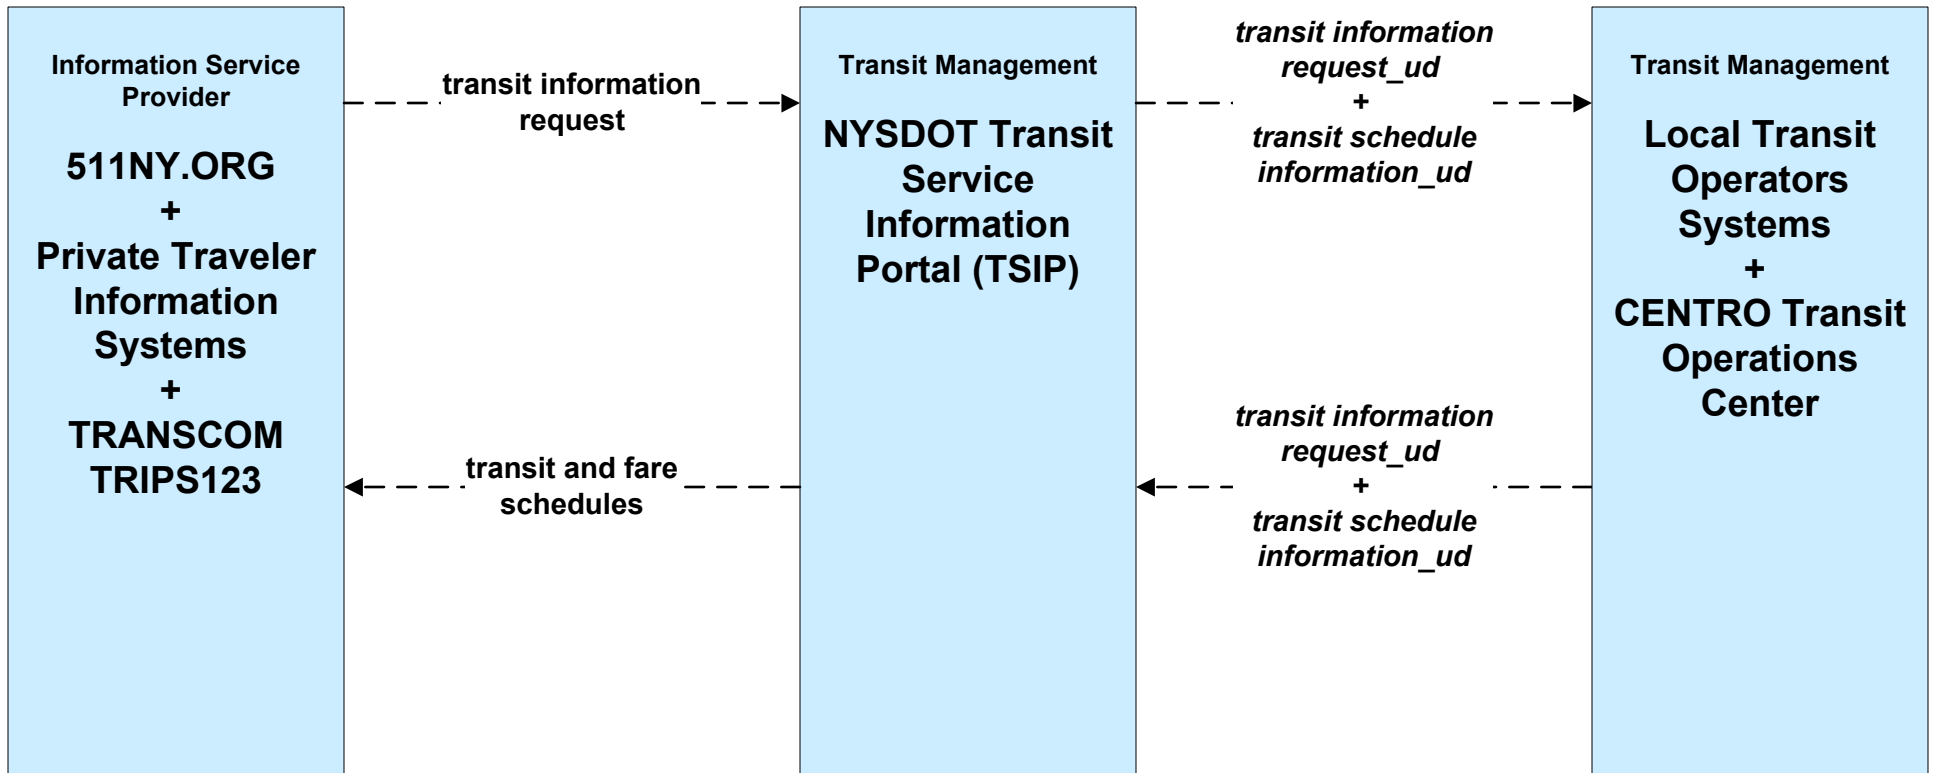 Information Service
Provider
511NY.ORG
+
Private Traveler
Information
Systems
+
TRANSCOM
TRIPS123
transit information
request
transit and fare
schedules
Transit Management
NYSDOT Transit
Service
Information
Portal (TSIP)
transit information
request_ud
+
transit schedule
information_ud
transit information
request_ud
+
transit schedule
information_ud
Transit Management
Local Transit
Operators
Systems
+
CENTRO Transit
Operations
Center